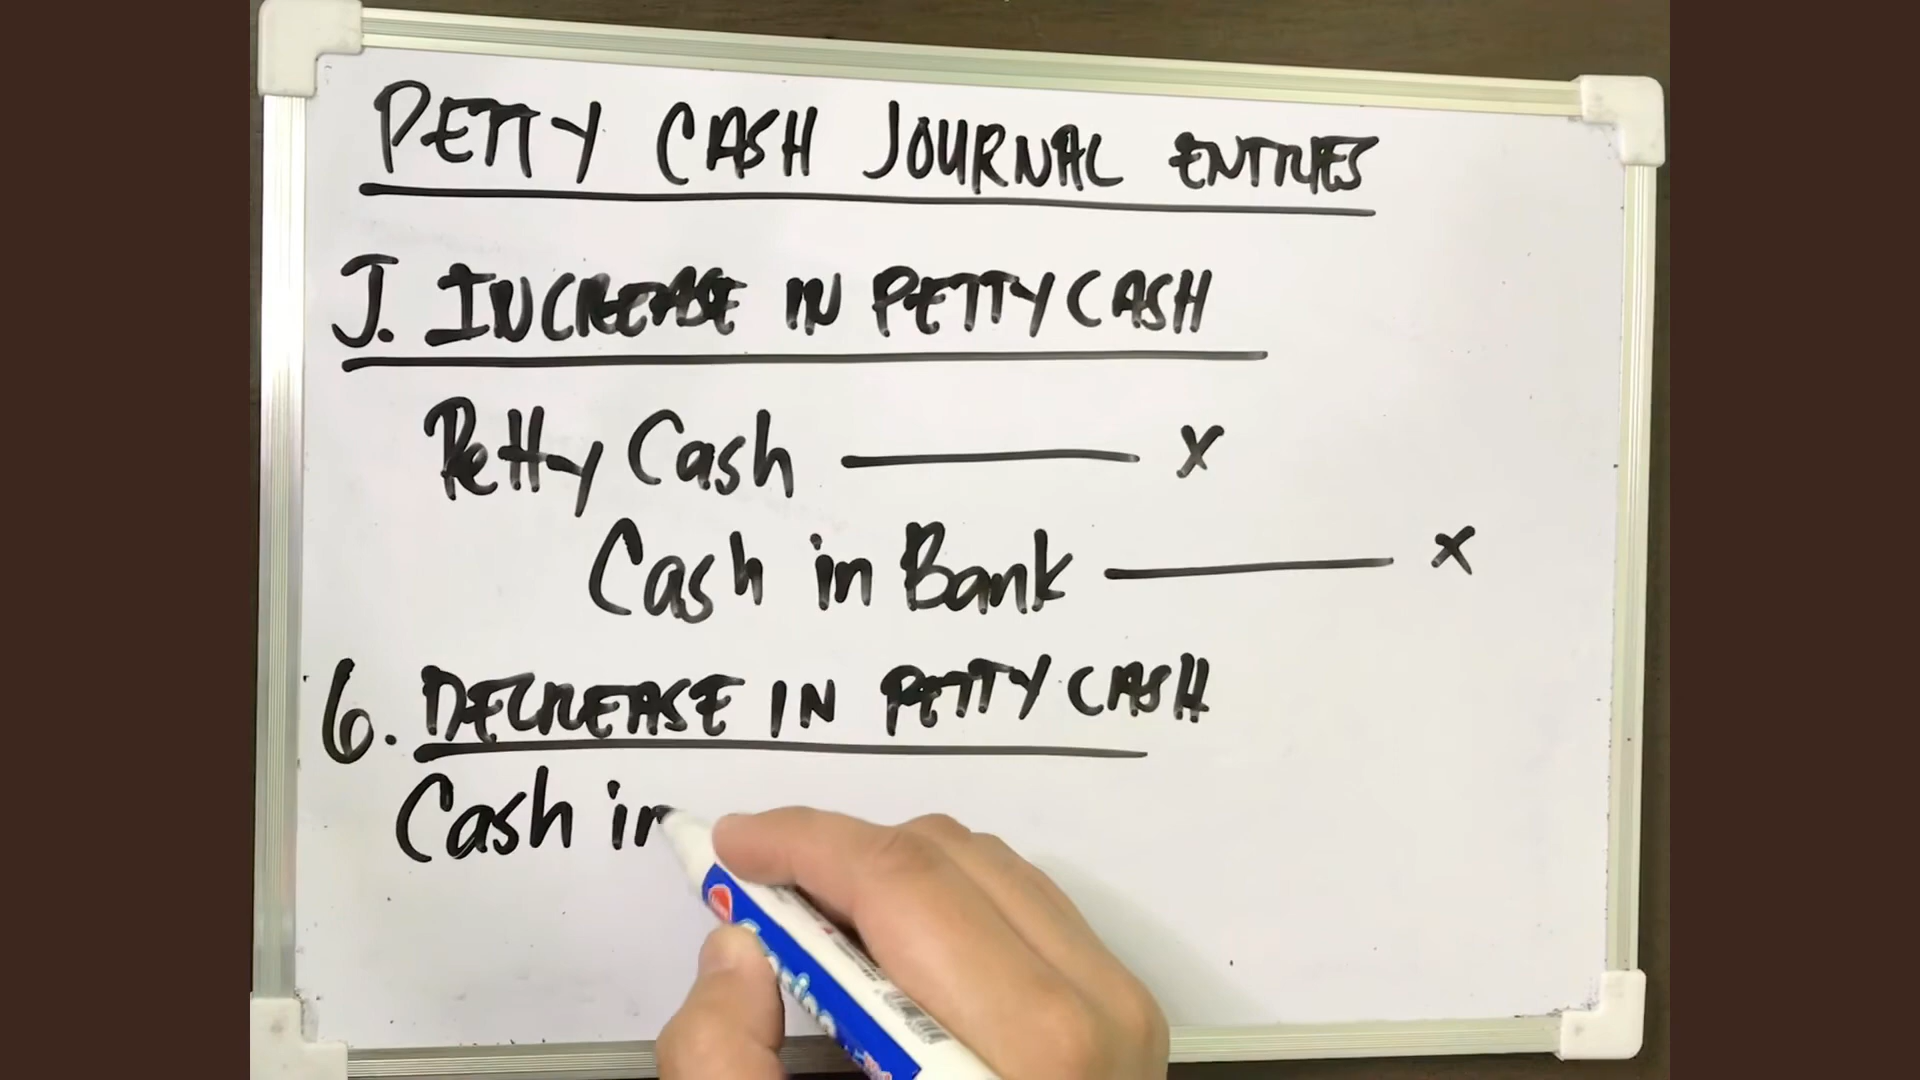 PETTY CASH JOURNAL ENTRIES
5. INCREASE IN PETTY CASH
Petty Cash x
Cash in Bank x
6. DECREASE IN PETTY CASH
Cash in